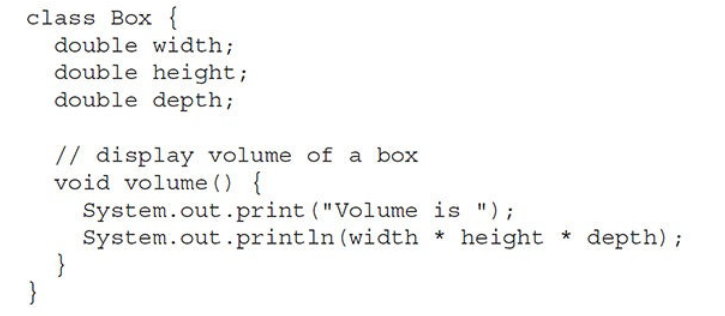 class Box {
  double width;
  double height;
  double depth;

  // display volume of a box
  void volume() {
    System.out.print("Volume is ");
    System.out.println(width * height * depth);
  }
}